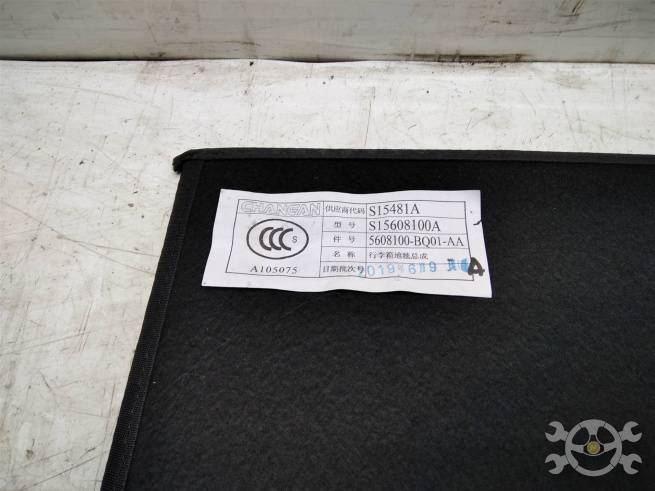 CHANGAN 供应商代码 S15481A
型号 S15608100A
CCC S 件号 5608100-BQ01-AA
名称 行李箱地毯总成
A105075 日期批次号 A